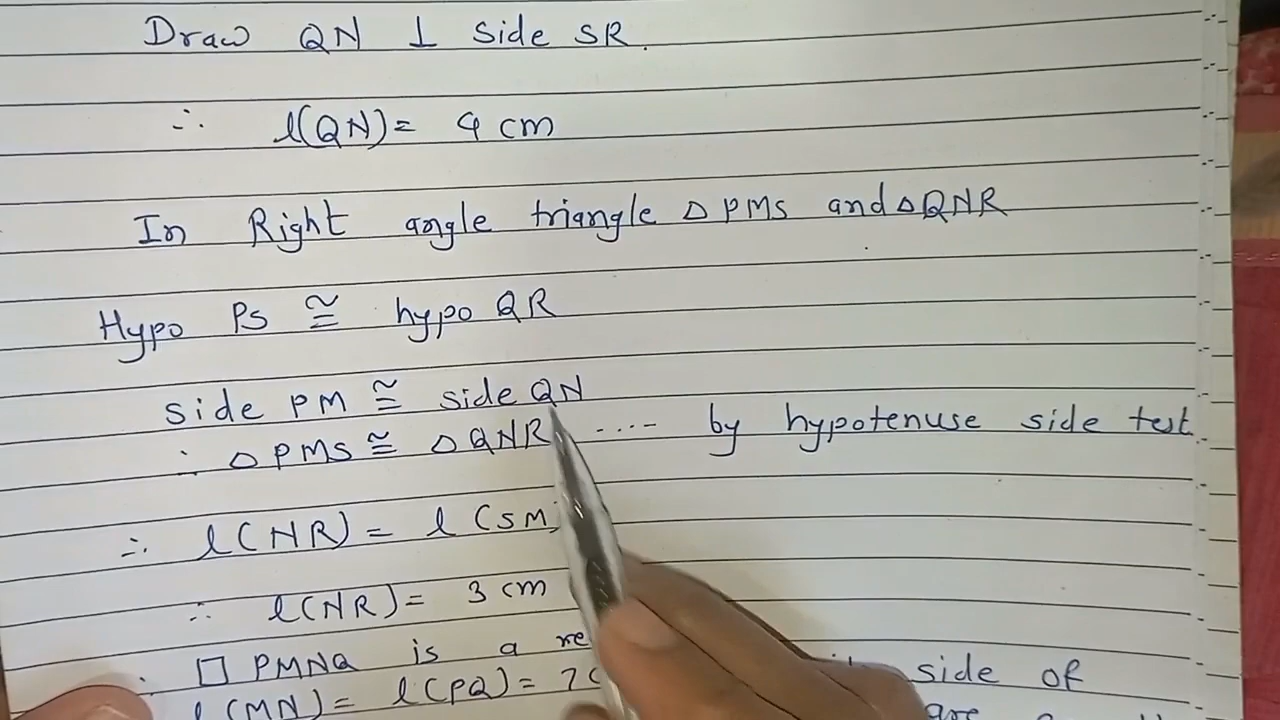 Draw QN ⊥ side SR.
∴ l(QN) = 4 cm
In Right angle triangle △ PMS and △ QNR
Hypo PS ≅ hypo QR
side PM ≅ side QN
∴ △ PMS ≅ △ QNR .... by hypotenuse side test
∴ l(NR) = l(SM)
∴ l(NR) = 3 cm
∴ □ PMNQ is a side of
l(MN) = l(PQ) = 7 are